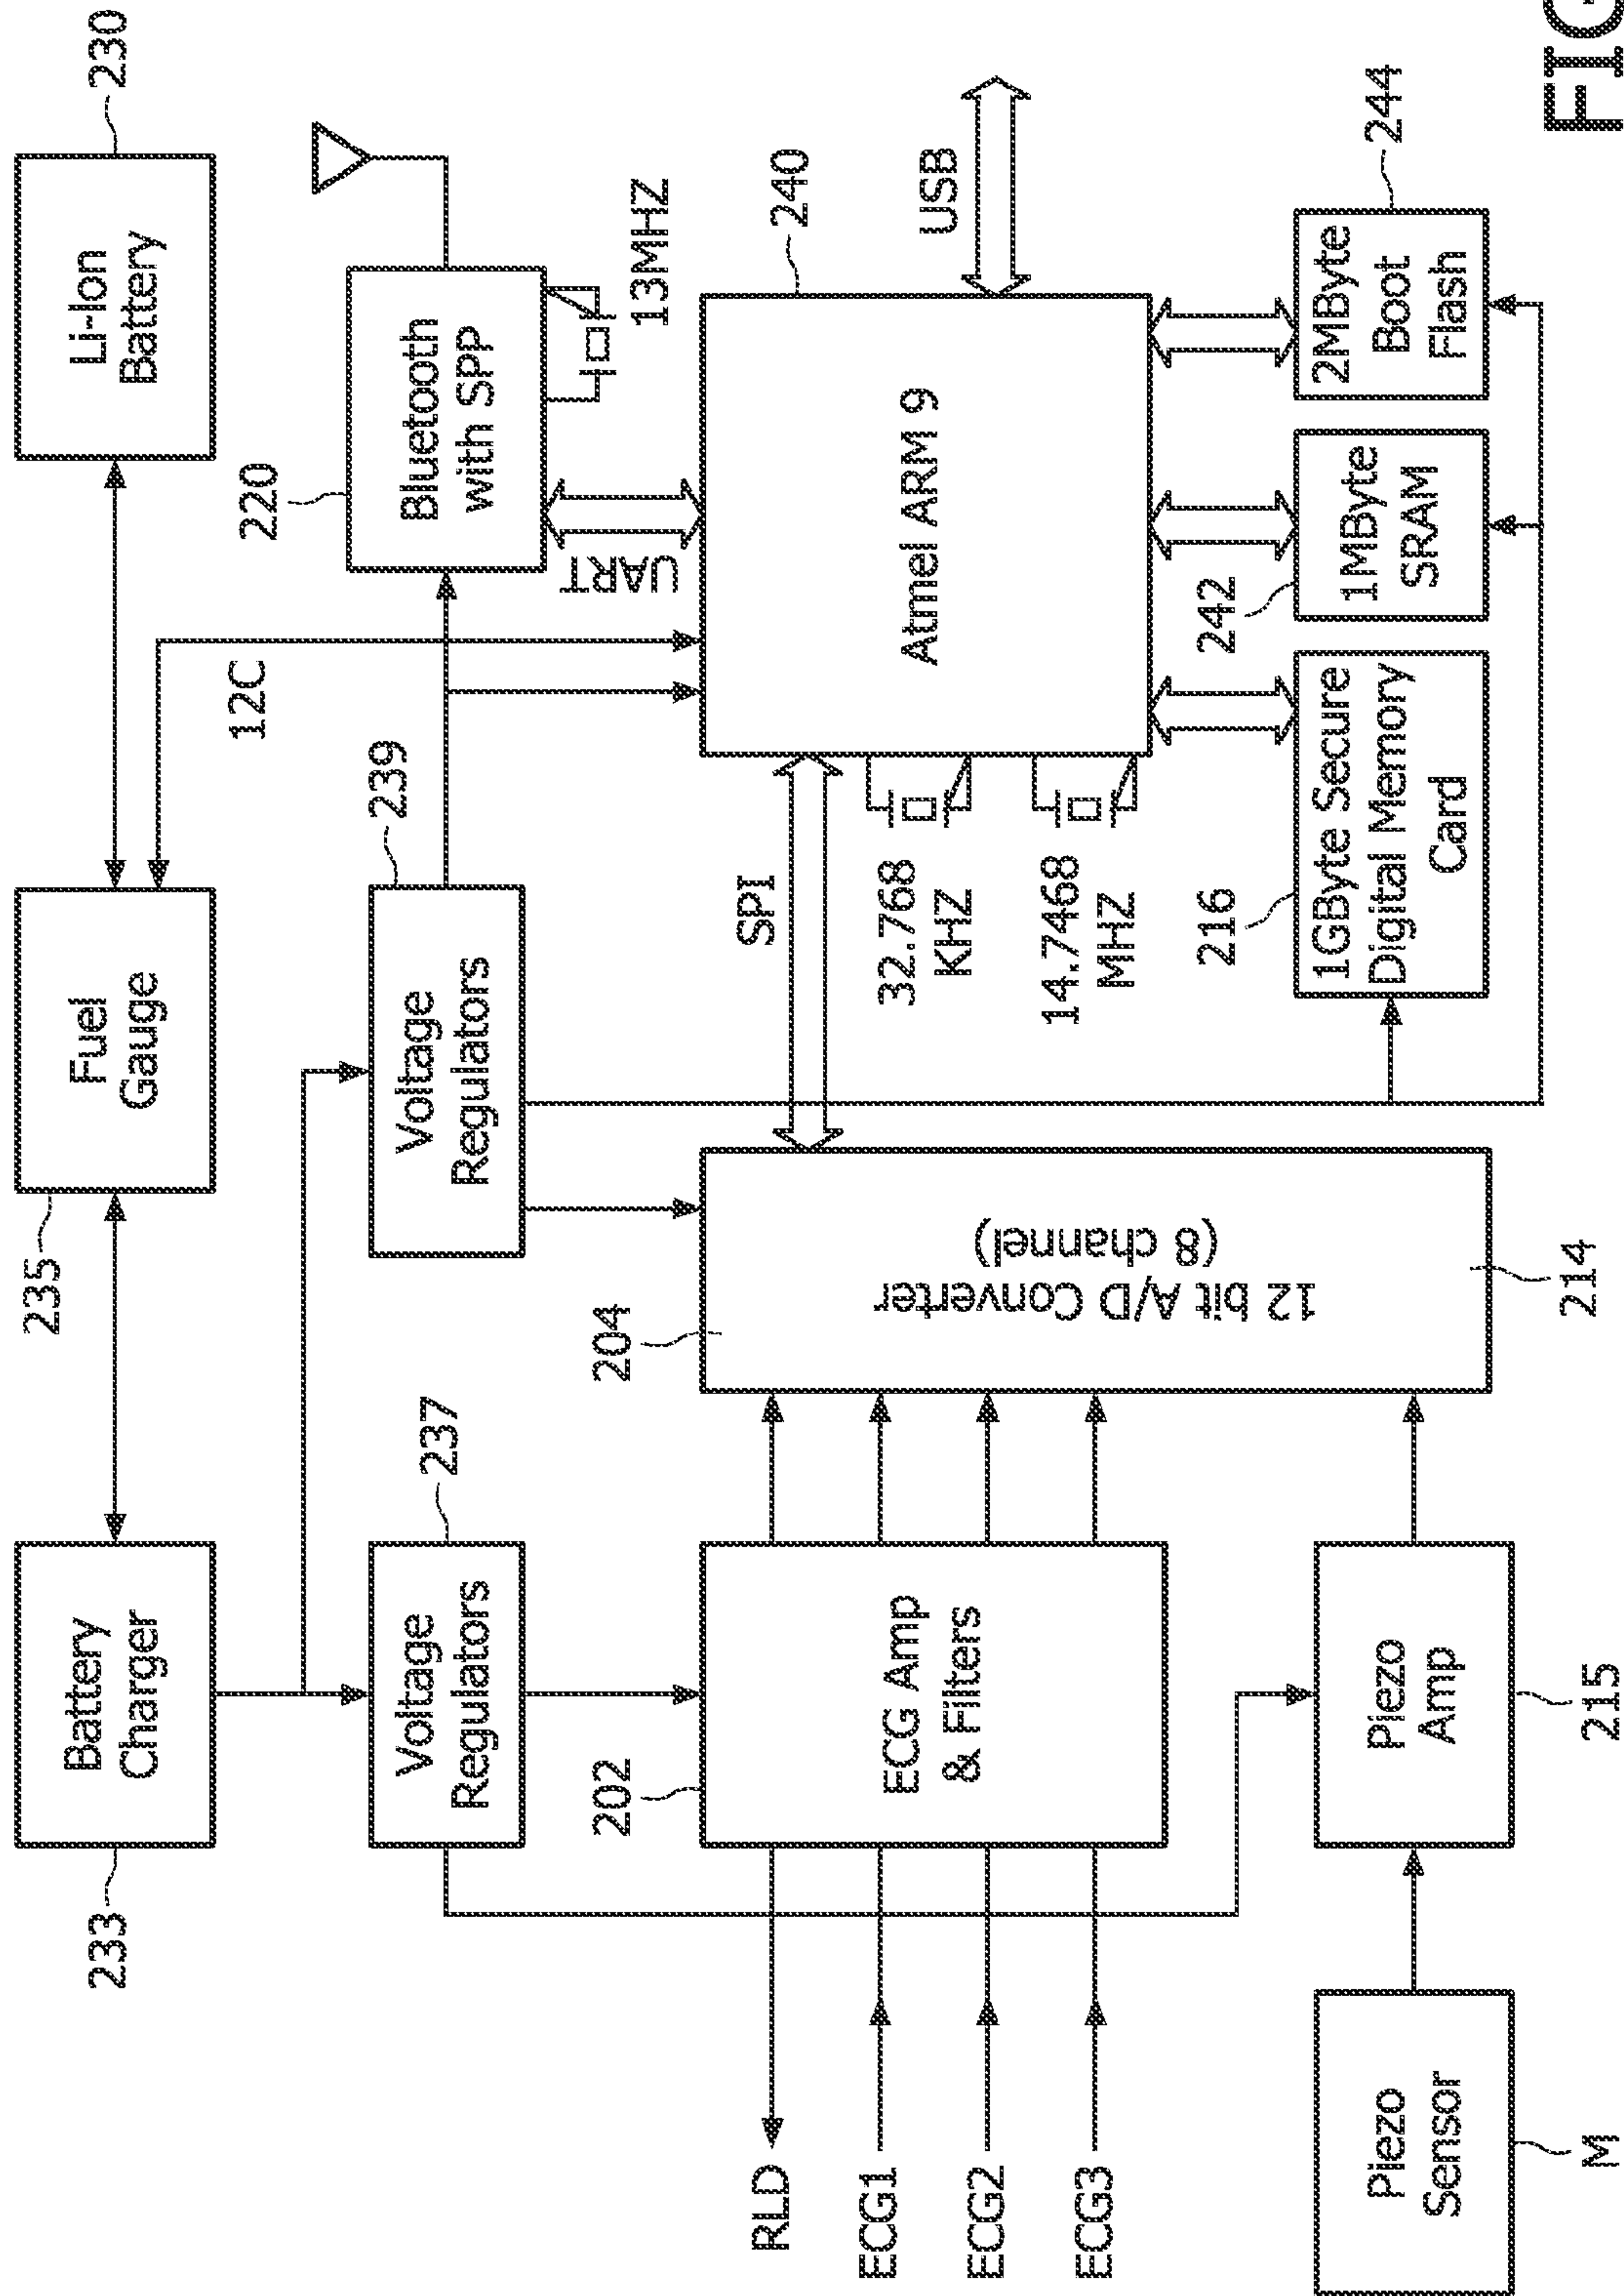 233
Battery
Charger
235
Fuel
Gauge
Li-Ion
Battery
230
12C
237
Voltage
Regulators
239
Voltage
Regulators
220
Bluetooth
with SPP
13MHZ
UART
202
ECG Amp
& Filters
204
12 bit A/D Converter
(8 channel)
214
SPI
32.768
KHZ
14.7468
MHZ
Atmel ARM 9
240
USB
RLD
ECG1
ECG2
ECG3
Piezo
Sensor
M
Piezo
Amp
215
216
1GByte Secure
Digital Memory
Card
242
1MByte
SRAM
2MByte
Boot
Flash
244